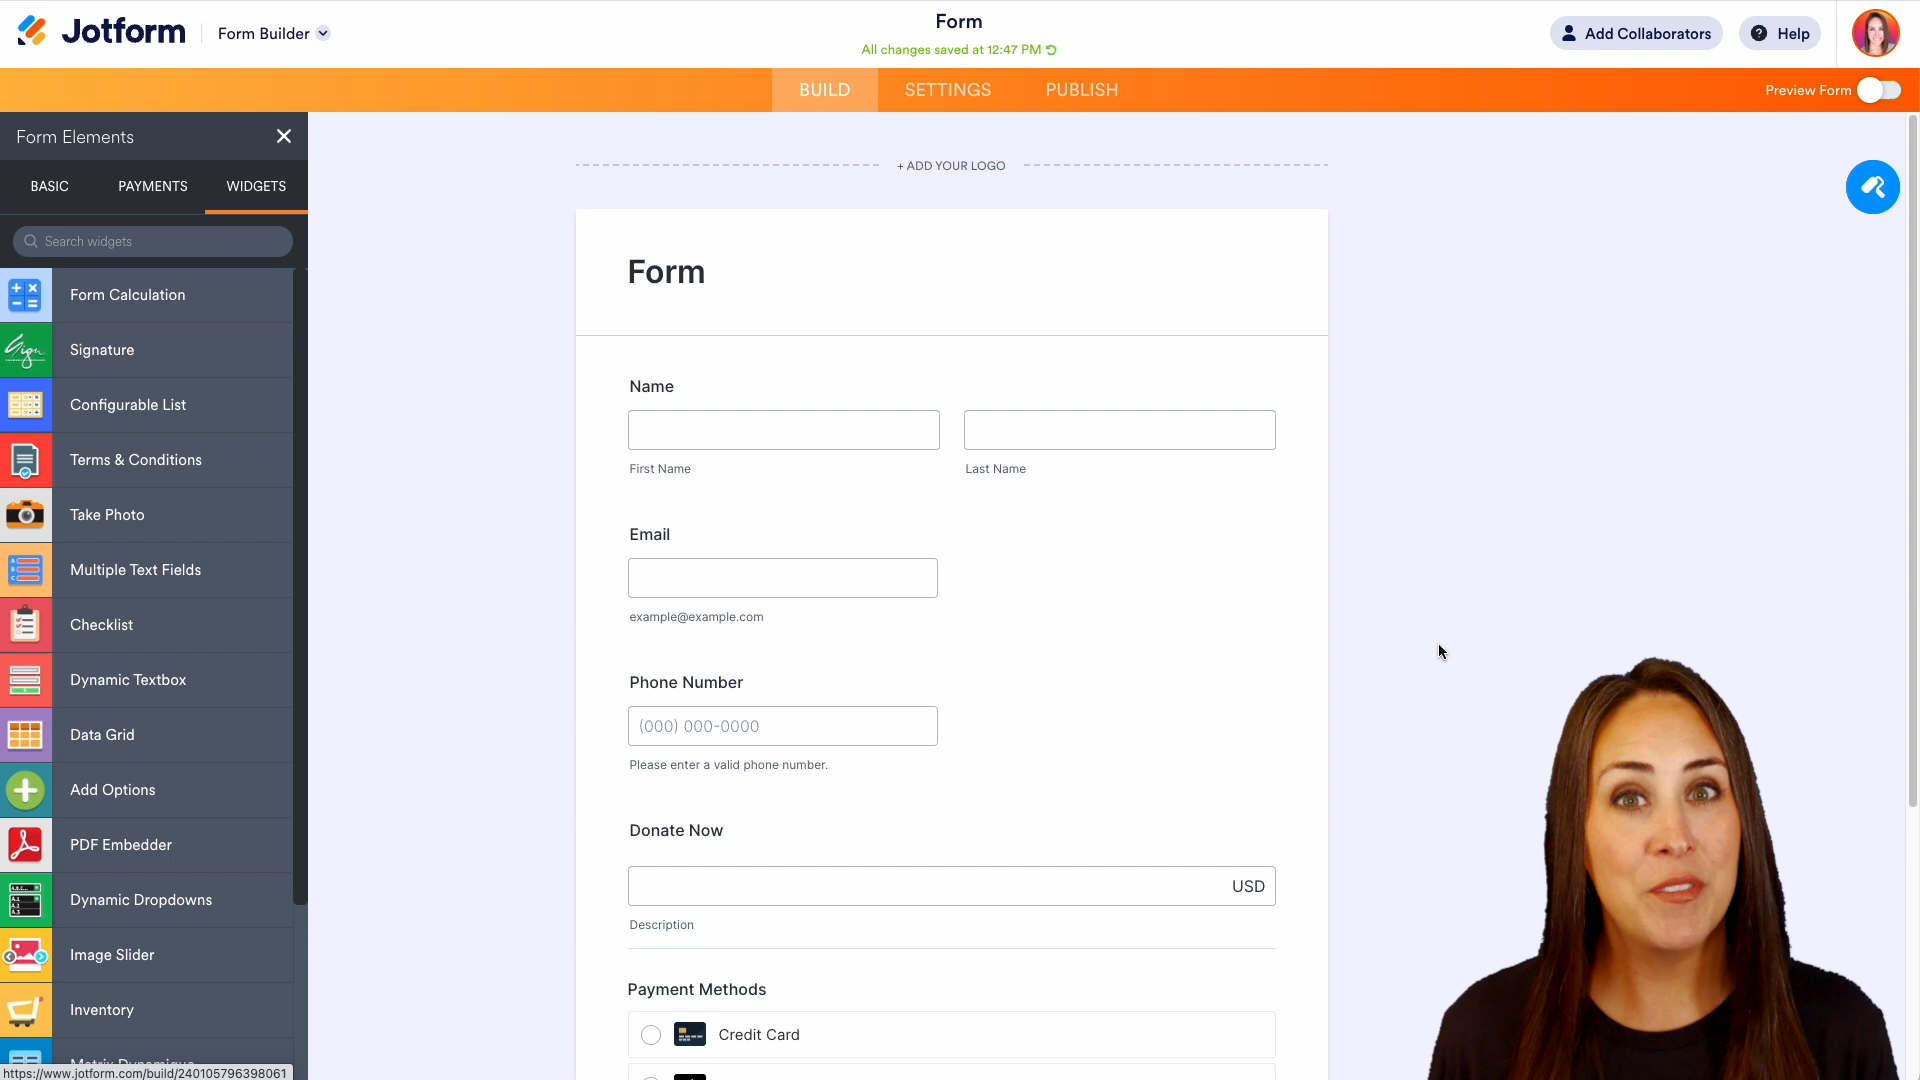 Jotform
Form Builder
Form
All changes saved at 12:47 PM
Add Collaborators
Help
BUILD
SETTINGS
PUBLISH
Preview Form
Form Elements
BASIC
PAYMENTS
WIDGETS
Search widgets
Form Calculation
Sign
Signature
Configurable List
Terms & Conditions
Take Photo
Multiple Text Fields
Checklist
Dynamic Textbox
Data Grid
Add Options
PDF Embedder
Dynamic Dropdowns
Image Slider
Inventory
Matrix Dynamique
https://www.jotform.com/build/240105796398061
+ ADD YOUR LOGO
Form
Name
First Name
Last Name
Email
example@example.com
Phone Number
(000) 000-0000
Please enter a valid phone number.
Donate Now
USD
Description
Payment Methods
Credit Card